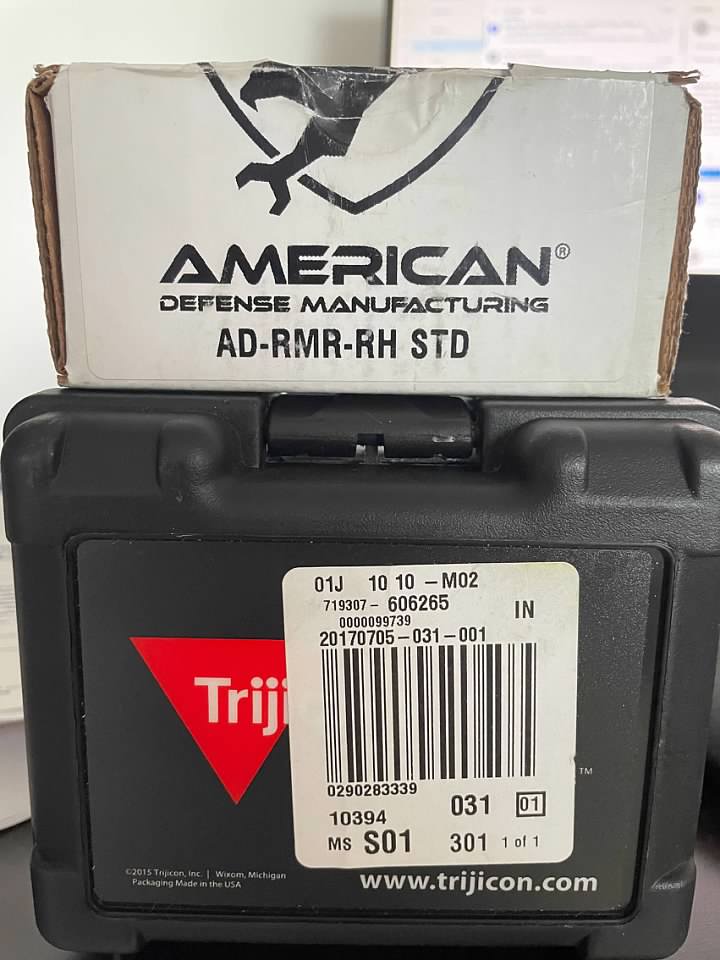 AMERICAN®
DEFENSE MANUFACTURING
AD-RMR-RH STD
01J 10 10 -M02
719307- 606265 IN
0000099739
20170705-031-001
Triji
TM
0290283339
10394 031 01
MS S01 301 1 of 1
©2015 Trijicon, Inc. | Wixom, Michigan
Packaging Made in the USA
www.trijicon.com